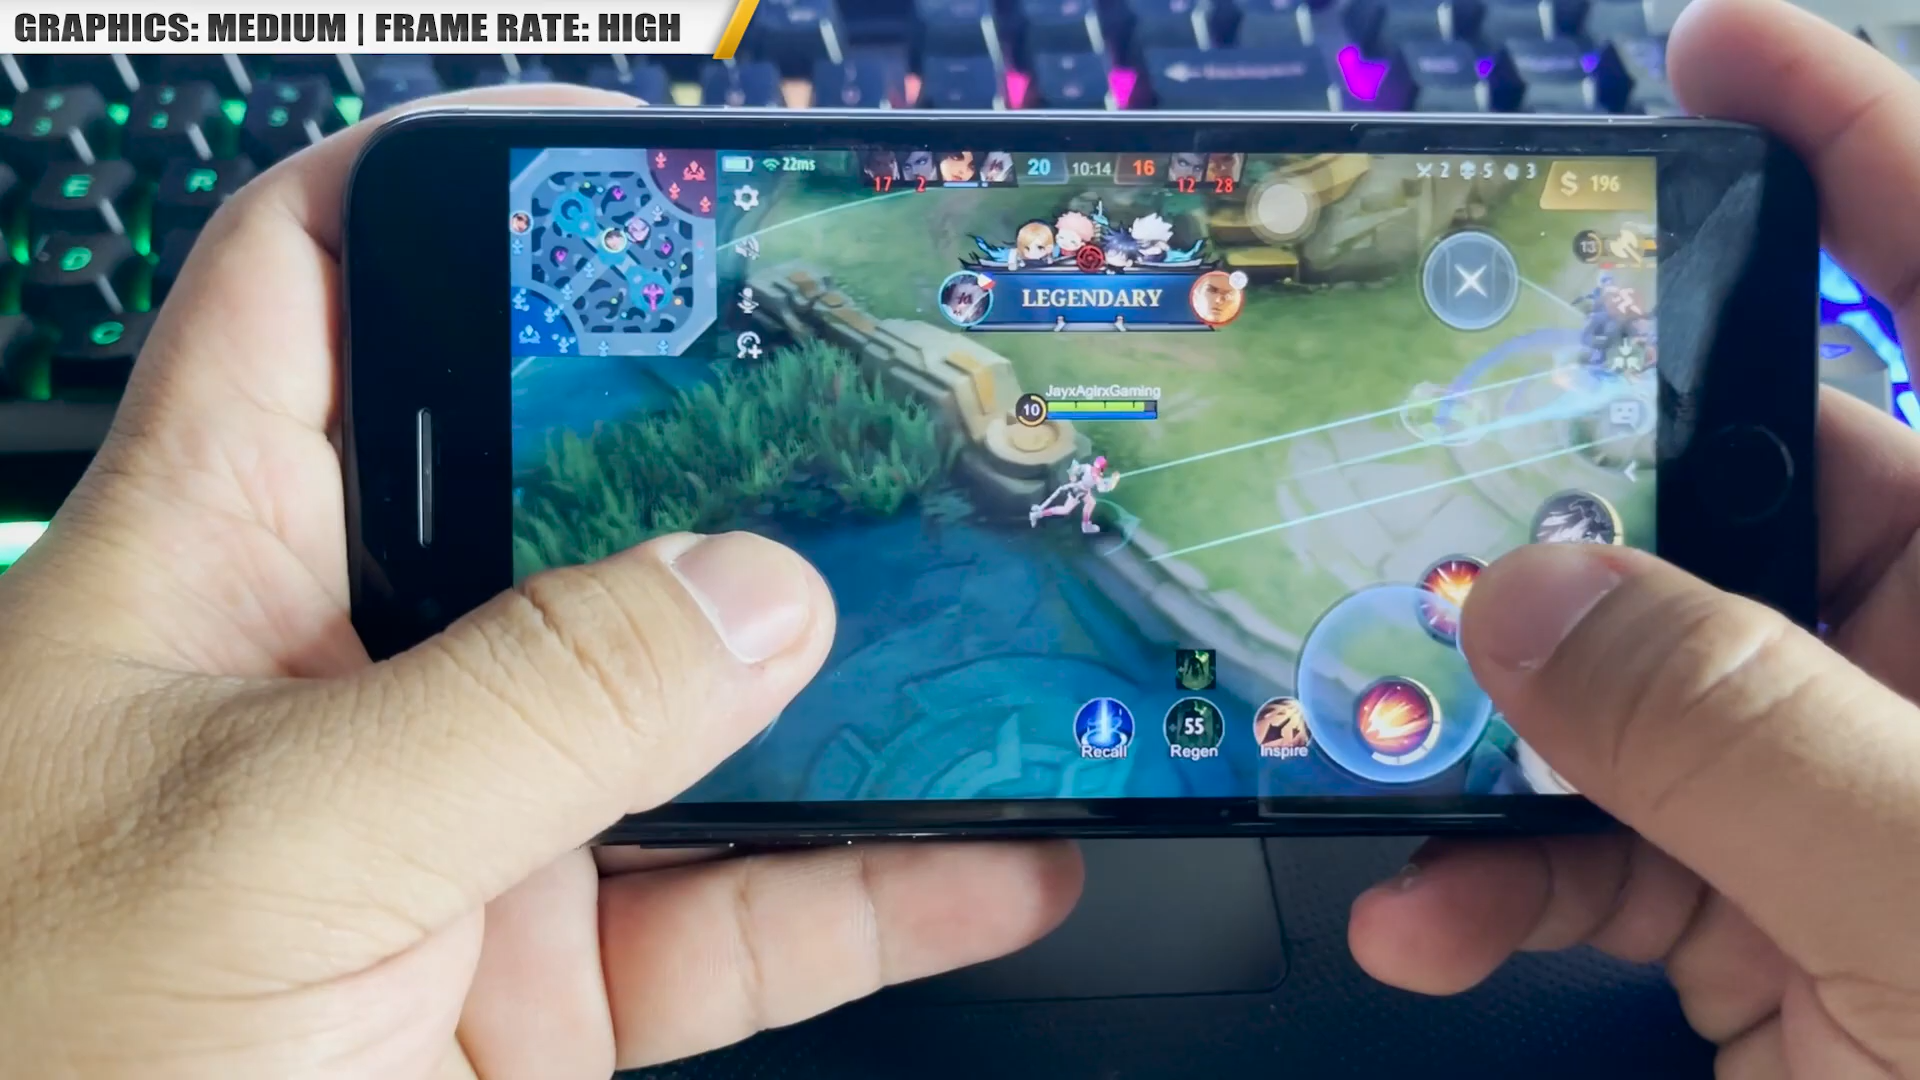 GRAPHICS: MEDIUM | FRAME RATE: HIGH
22ms
20 10:14 16
2 5 3
$ 196
17 2
12 28
13
LEGENDARY
JayxAgirxGaming
10
55
Recall
Regen
Inspire
E
R
D
C